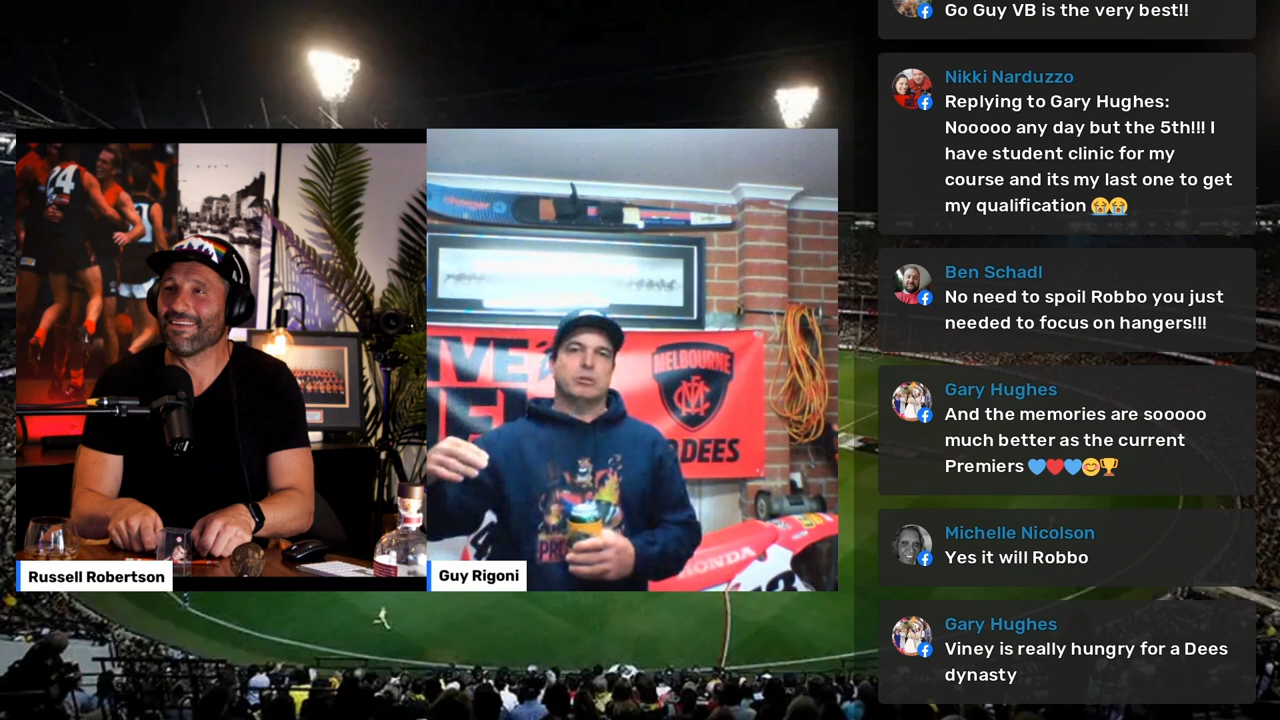 Go Guy VB is the very best!!
Nikki Narduzzo
Replying to Gary Hughes:
Nooooo any day but the 5th!!! I
have student clinic for my
course and its my last one to get
my qualification 😭😭
Ben Schadl
No need to spoil Robbo you just
needed to focus on hangers!!!
Gary Hughes
And the memories are sooooo
much better as the current
Premiers 💙❤️💙😊🏆
Michelle Nicolson
Yes it will Robbo
Gary Hughes
Viney is really hungry for a Dees
dynasty
24
MELBOURNE
DEES
HONDA
Russell Robertson
Guy Rigoni